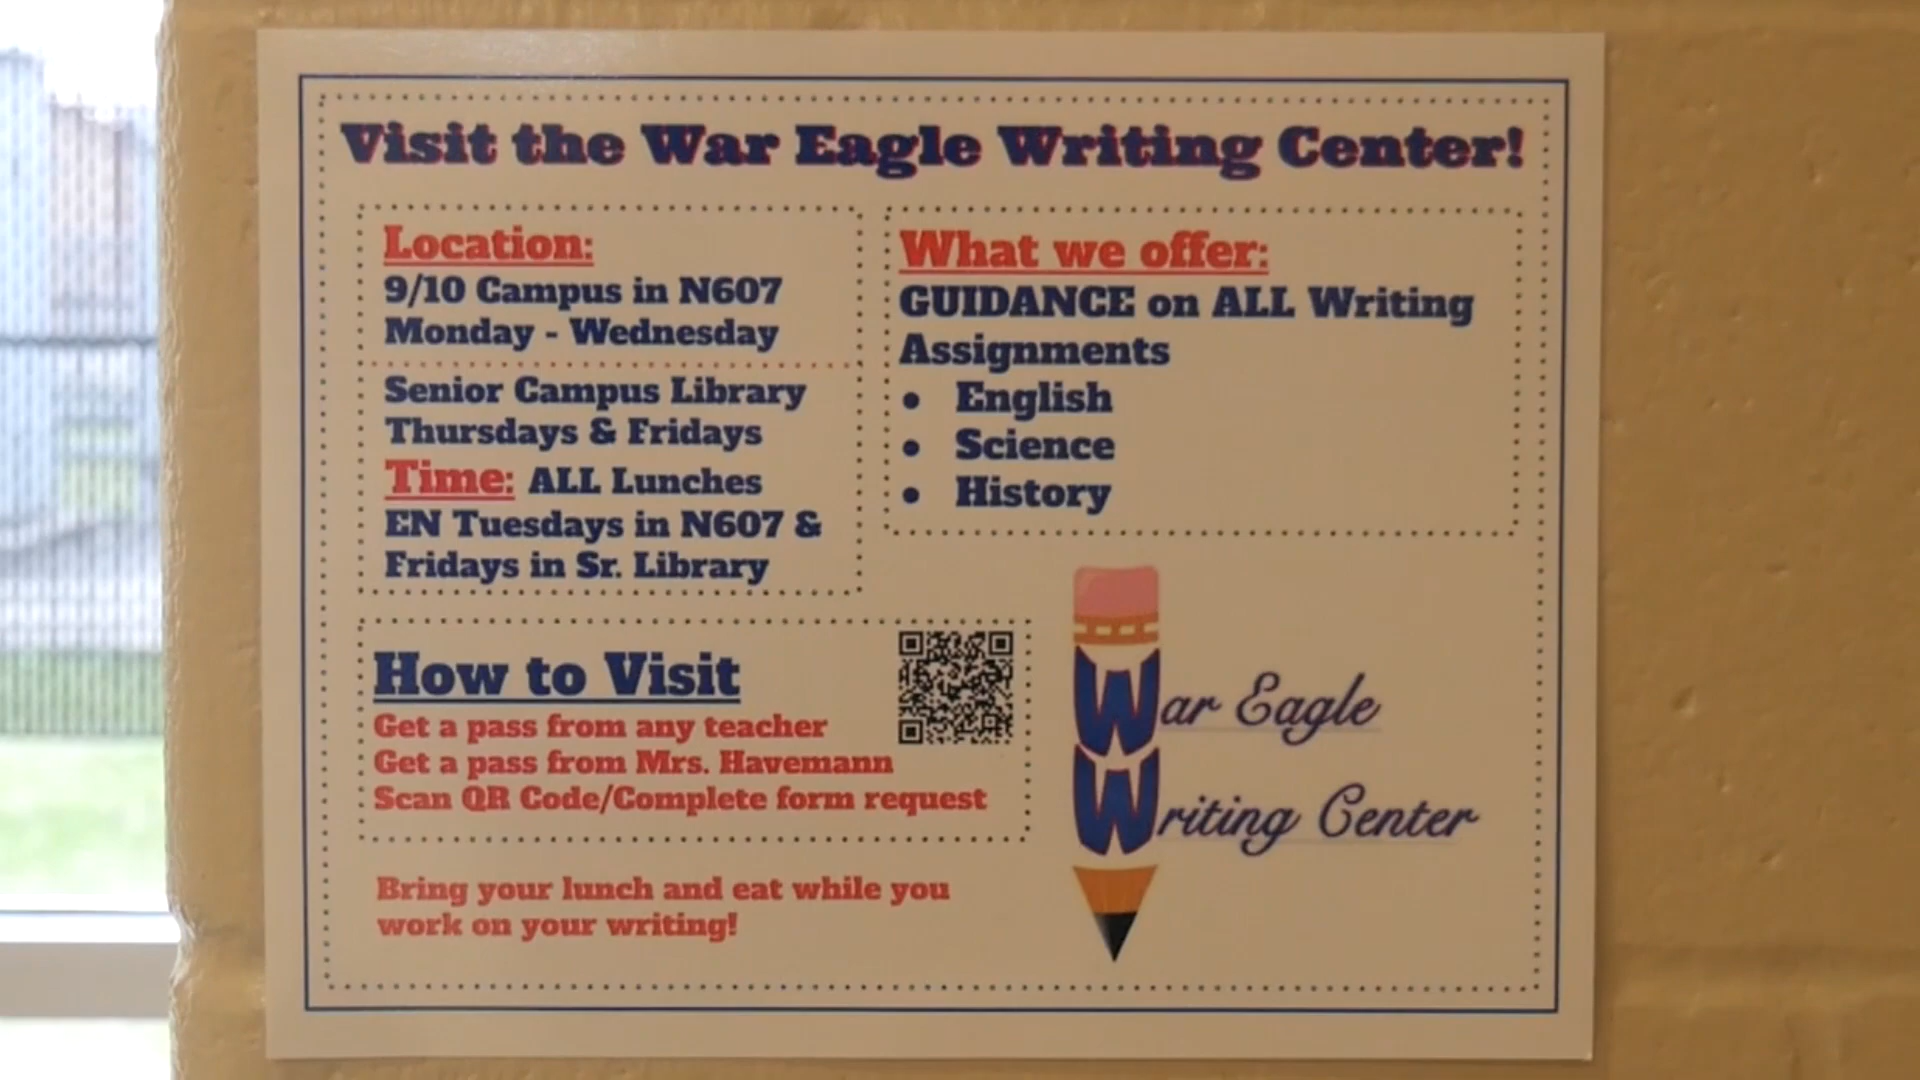 Visit the War Eagle Writing Center!
Location:
9/10 Campus in N607
Monday - Wednesday
Senior Campus Library
Thursdays & Fridays
Time: ALL Lunches
EN Tuesdays in N607 &
Fridays in Sr. Library
What we offer:
GUIDANCE on ALL Writing
Assignments
• English
• Science
• History
How to Visit
Get a pass from any teacher
Get a pass from Mrs. Havemann
Scan QR Code/Complete form request
Bring your lunch and eat while you
work on your writing!
War Eagle
Writing Center